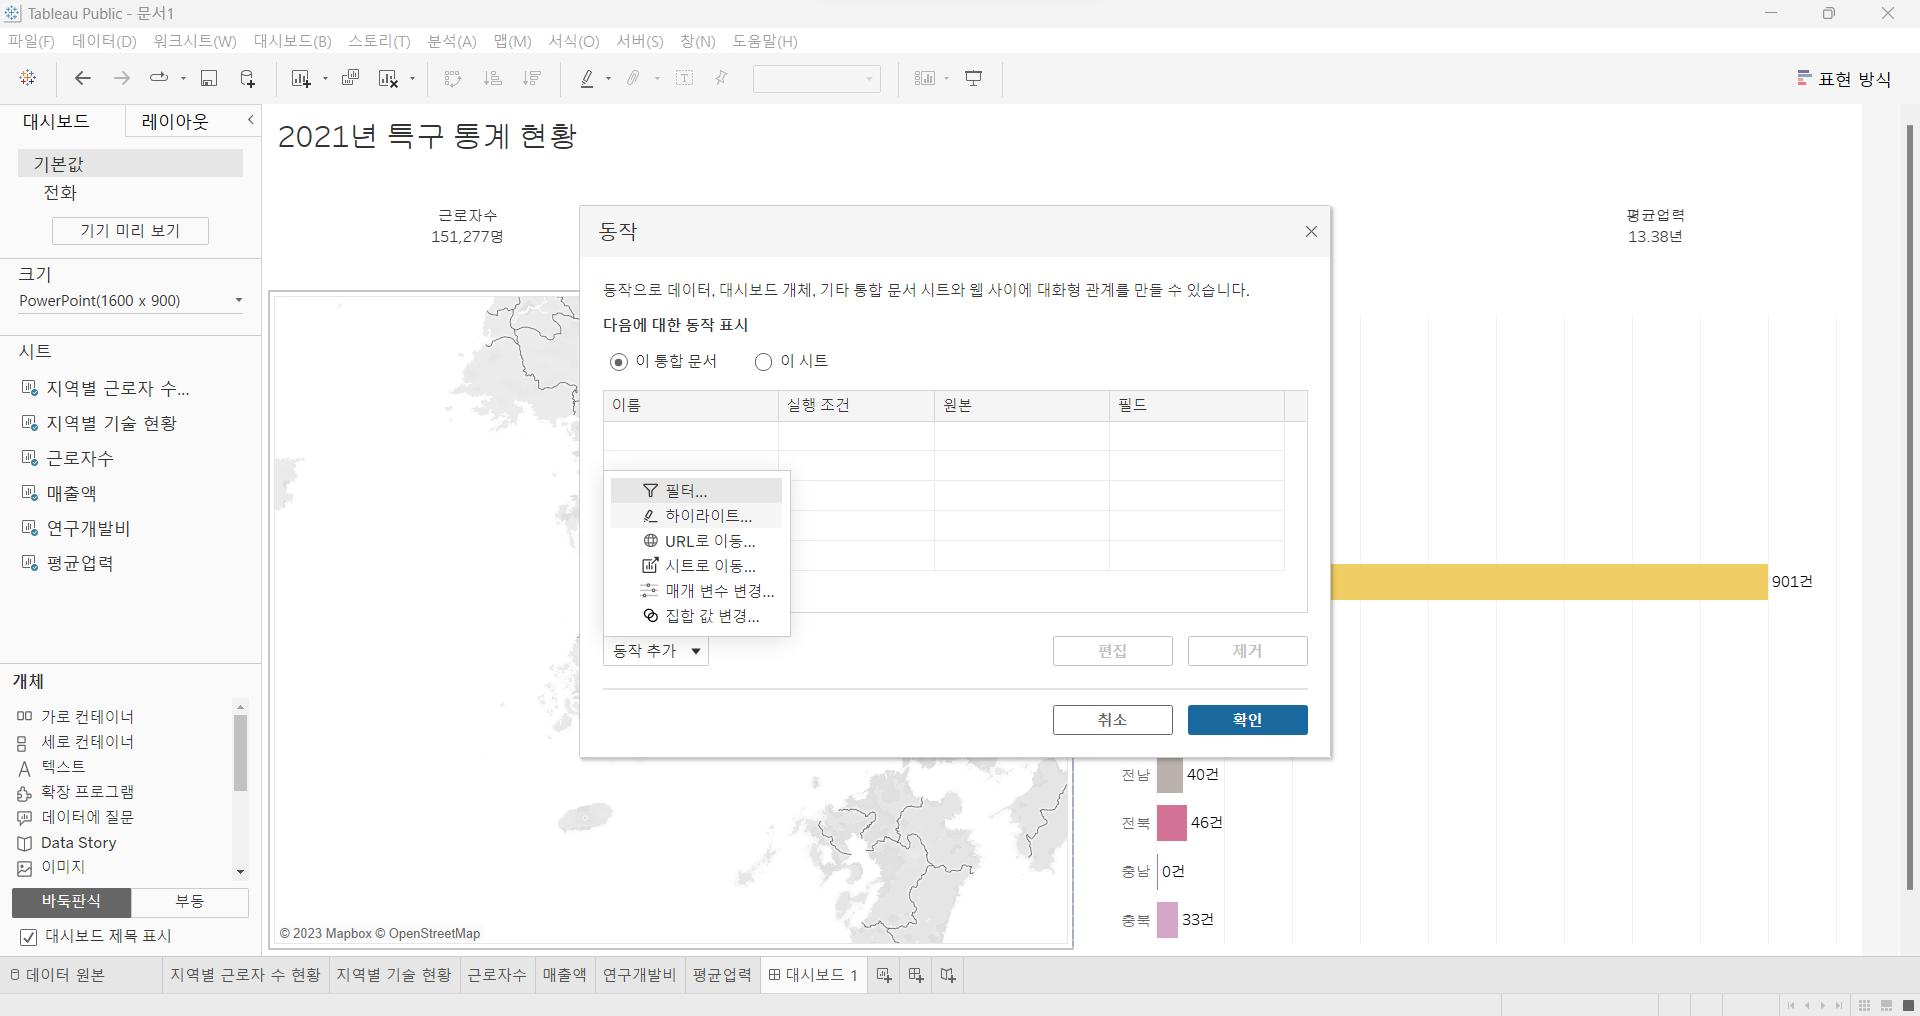 Tableau Public - 문서1
파일(F) 데이터(D) 워크시트(W) 대시보드(B) 스토리(T) 분석(A) 맵(M) 서식(O) 서버(S) 창(N) 도움말(H)
표현 방식
대시보드 레이아웃
기본값
전화
기기 미리 보기
크기
PowerPoint(1600 x 900)
시트
지역별 근로자 수...
지역별 기술 현황
근로자수
매출액
연구개발비
평균업력
개체
가로 컨테이너
세로 컨테이너
텍스트
확장 프로그램
데이터에 질문
Data Story
이미지
바둑판식 부동
대시보드 제목 표시
2021년 특구 통계 현황
근로자수
151,277명
평균업력
13.38년
동작
동작으로 데이터, 대시보드 개체, 기타 통합 문서 시트와 웹 사이에 대화형 관계를 만들 수 있습니다.
다음에 대한 동작 표시
이 통합 문서 이 시트
이름 실행 조건 원본 필드
필터...
하이라이트...
URL로 이동...
시트로 이동...
매개 변수 변경...
집합 값 변경...
동작 추가 편집 제거
취소 확인
901건
전남 40건
전북 46건
충남 0건
충북 33건
© 2023 Mapbox © OpenStreetMap
데이터 원본 지역별 근로자 수 현황 지역별 기술 현황 근로자수 매출액 연구개발비 평균업력 대시보드 1